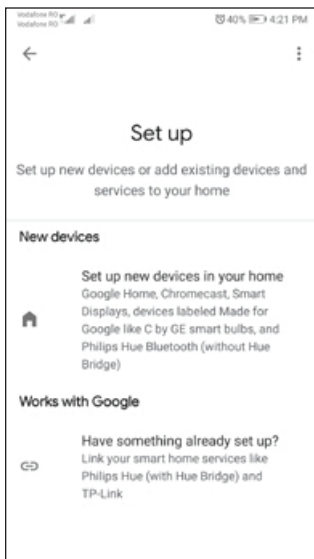 Vodafone RO
Vodafone RO
40% 4:21 PM
Set up
Set up new devices or add existing devices and
services to your home
New devices
Set up new devices in your home
Google Home, Chromecast, Smart
Displays, devices labeled Made for
Google like C by GE smart bulbs, and
Philips Hue Bluetooth (without Hue
Bridge)
Works with Google
Have something already set up?
Link your smart home services like
Philips Hue (with Hue Bridge) and
TP-Link